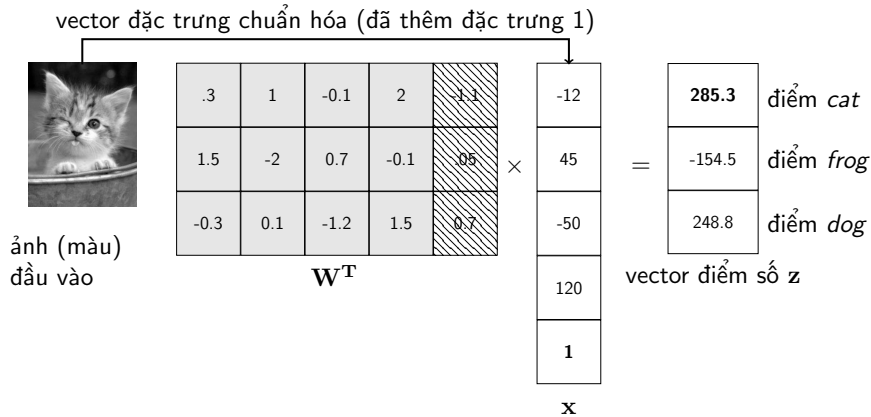 vector đặc trưng chuẩn hóa (đã thêm đặc trưng 1)
.3 1 -0.1 2 -1.1
1.5 -2 0.7 -0.1 .05
-0.3 0.1 -1.2 1.5 0.7
W^T
×
-12
45
-50
120
1
x
=
285.3 điểm cat
-154.5 điểm frog
248.8 điểm dog
vector điểm số z
ảnh (màu)
đầu vào